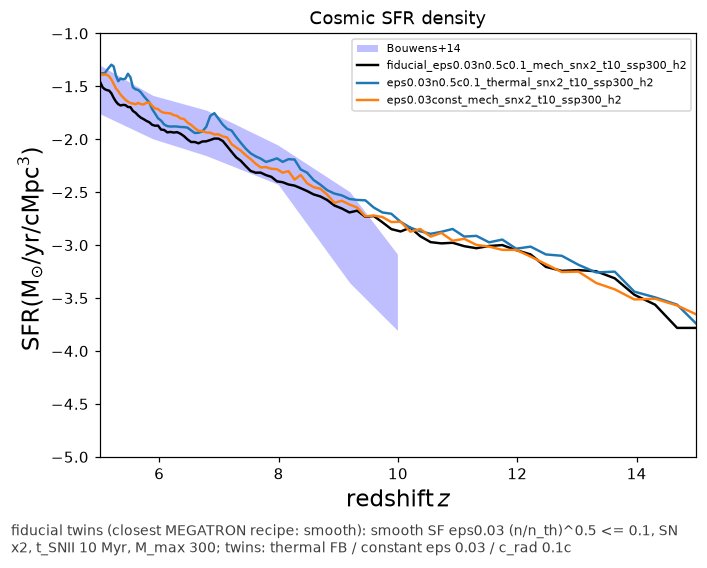 Cosmic SFR density
−1.0
−1.5
−2.0
−2.5
−3.0
−3.5
−4.0
−4.5
−5.0
SFR(M⊙/yr/cMpc³)
Bouwens+14
fiducial_eps0.03n0.5c0.1_mech_snx2_t10_ssp300_h2
eps0.03n0.5c0.1_thermal_snx2_t10_ssp300_h2
eps0.03const_mech_snx2_t10_ssp300_h2
6 8 10 12 14
redshift z
fiducial twins (closest MEGATRON recipe: smooth): smooth SF eps0.03 (n/n_th)^0.5 <= 0.1, SN
x2, t_SNII 10 Myr, M_max 300; twins: thermal FB / constant eps 0.03 / c_rad 0.1c